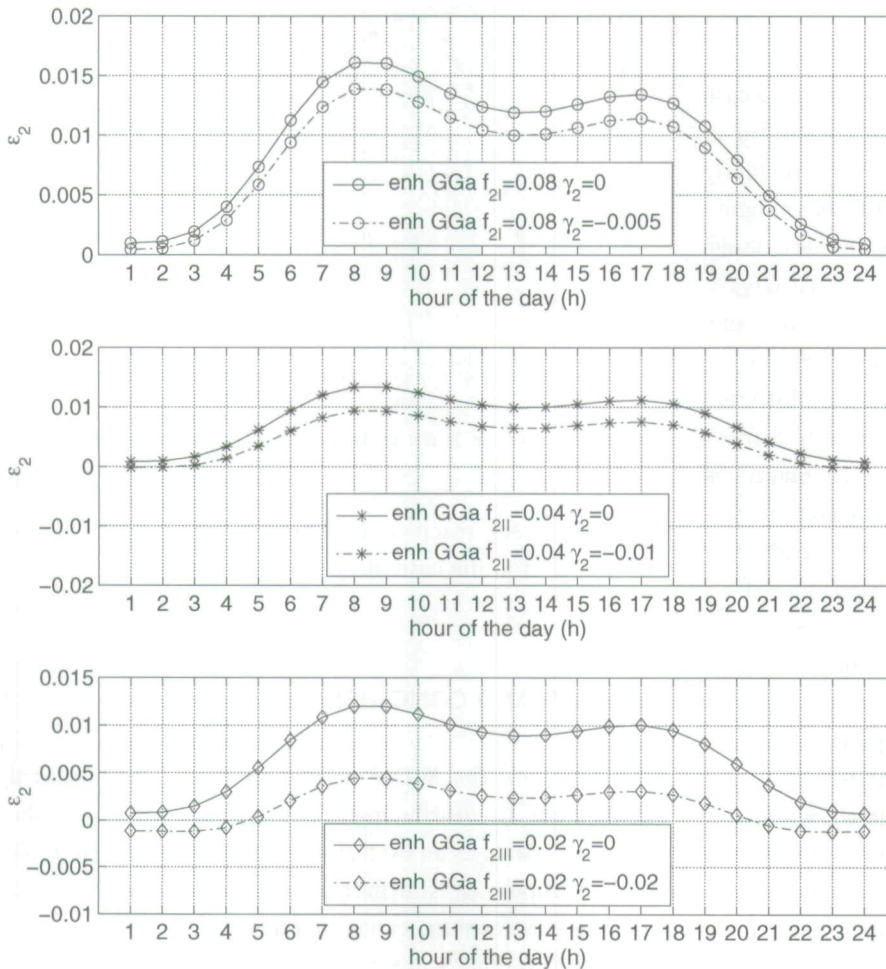 0.02
0.015
0.01
0.005
0
ε2
enh GGa f2I=0.08 γ2=0
enh GGa f2I=0.08 γ2=−0.005
1 2 3 4 5 6 7 8 9 10 11 12 13 14 15 16 17 18 19 20 21 22 23 24
hour of the day (h)
0.02
0.01
0
−0.01
−0.02
ε2
enh GGa f2II=0.04 γ2=0
enh GGa f2II=0.04 γ2=−0.01
1 2 3 4 5 6 7 8 9 10 11 12 13 14 15 16 17 18 19 20 21 22 23 24
hour of the day (h)
0.015
0.01
0.005
0
−0.005
−0.01
ε2
enh GGa f2III=0.02 γ2=0
enh GGa f2III=0.02 γ2=−0.02
1 2 3 4 5 6 7 8 9 10 11 12 13 14 15 16 17 18 19 20 21 22 23 24
hour of the day (h)